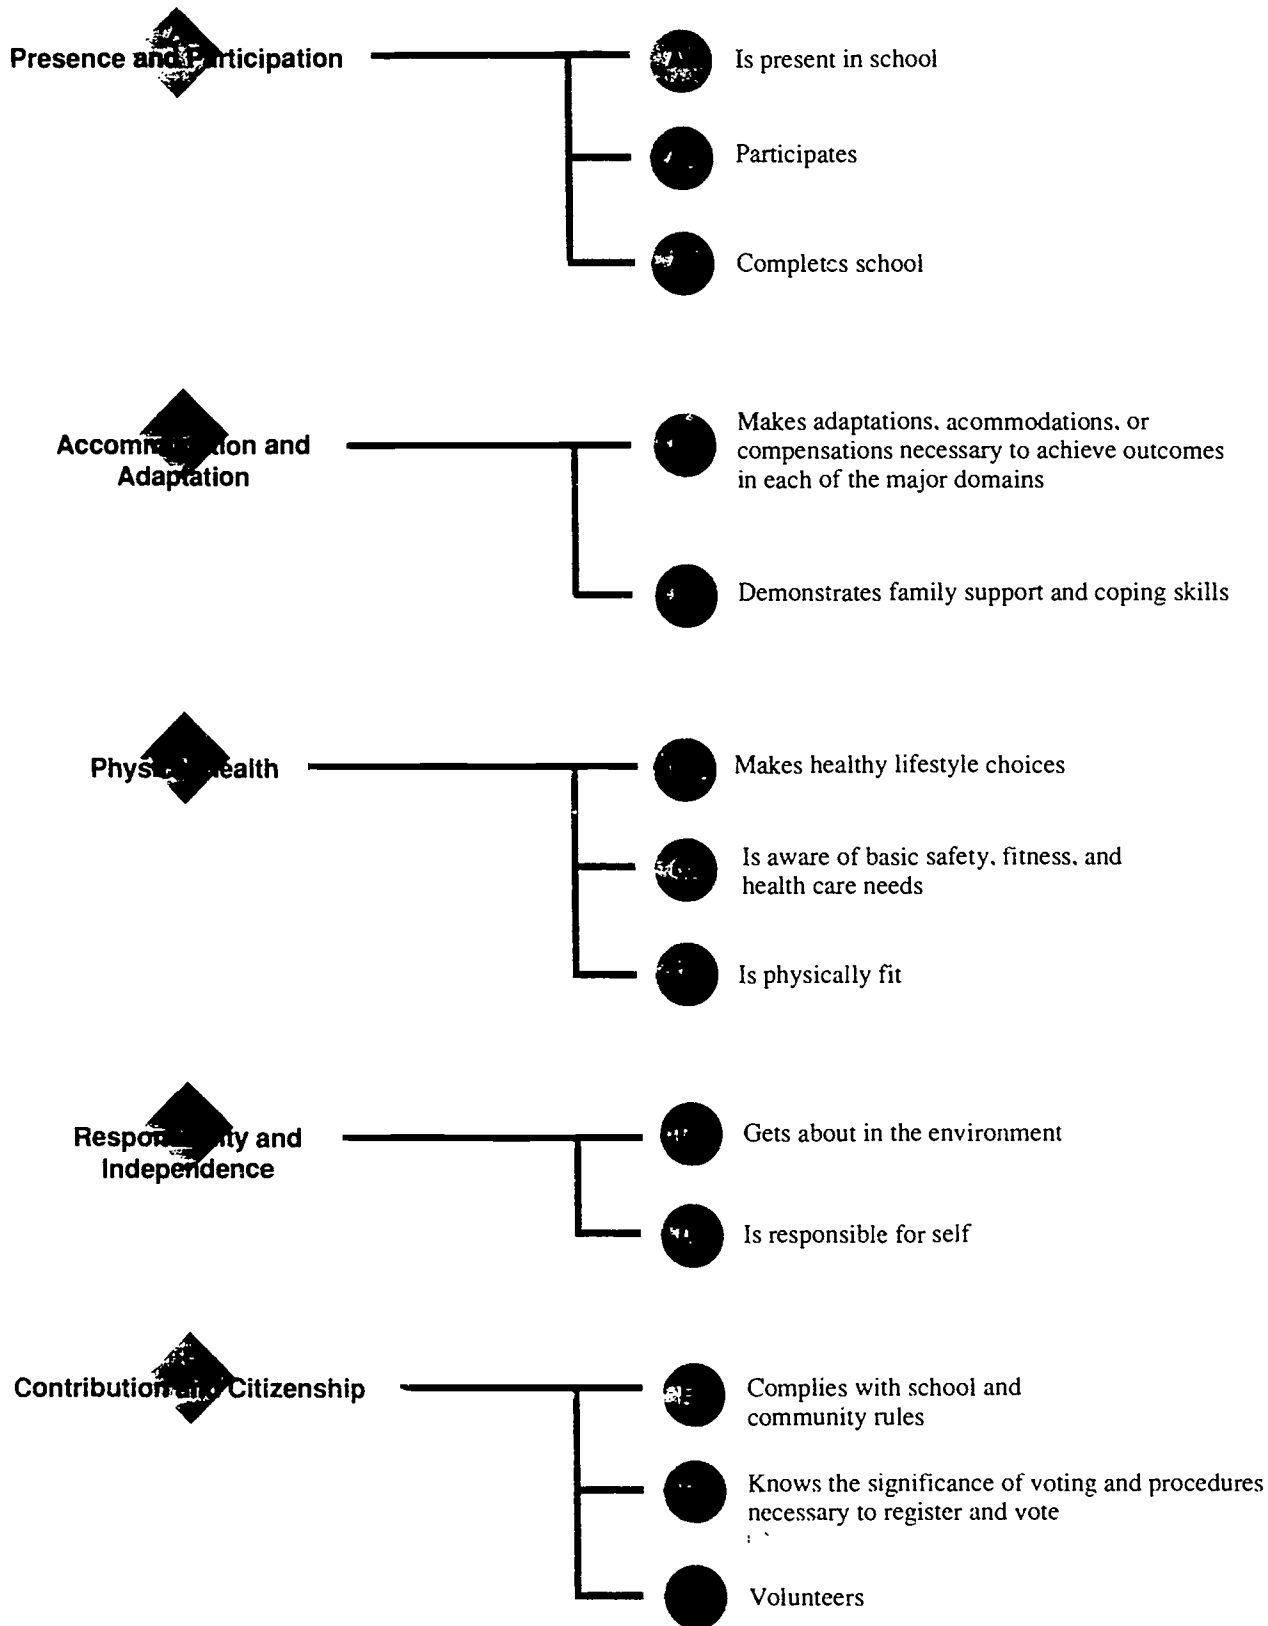 Presence and Participation
Is present in school
Participates
Completes school
Accommodation and
Adaptation
Makes adaptations, acommodations, or
compensations necessary to achieve outcomes
in each of the major domains
Demonstrates family support and coping skills
Physical Health
Makes healthy lifestyle choices
Is aware of basic safety, fitness, and
health care needs
Is physically fit
Responsibility and
Independence
Gets about in the environment
Is responsible for self
Contribution and Citizenship
Complies with school and
community rules
Knows the significance of voting and procedures
necessary to register and vote
Volunteers